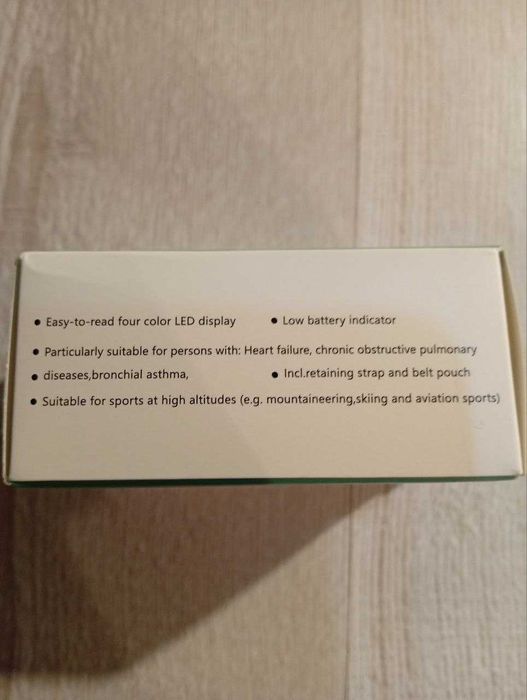 • Easy-to-read four color LED display • Low battery indicator
• Particularly suitable for persons with: Heart failure, chronic obstructive pulmonary
• diseases,bronchial asthma, • Incl.retaining strap and belt pouch
• Suitable for sports at high altitudes (e.g. mountaineering,skiing and aviation sports)